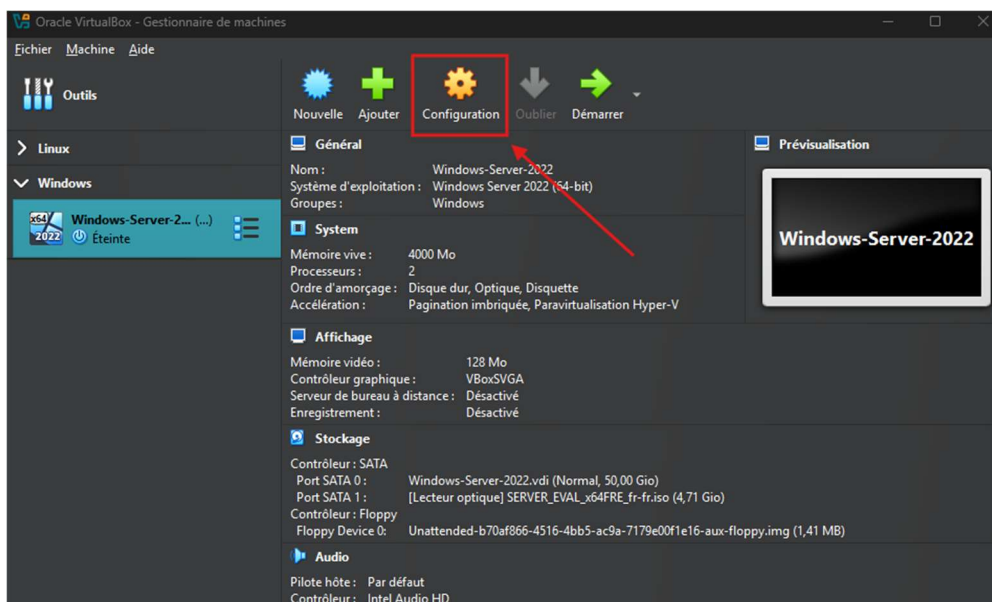 Oracle VirtualBox - Gestionnaire de machines
Fichier Machine Aide
Outils
Nouvelle Ajouter Configuration Oublier Démarrer
Linux
Windows
x64
2022
Windows-Server-2... (...)
Éteinte
Général
Nom : Windows-Server-2022
Système d'exploitation : Windows Server 2022 (64-bit)
Groupes : Windows
Prévisualisation
Windows-Server-2022
System
Mémoire vive : 4000 Mo
Processeurs : 2
Ordre d'amorçage : Disque dur, Optique, Disquette
Accélération : Pagination imbriquée, Paravirtualisation Hyper-V
Affichage
Mémoire vidéo : 128 Mo
Contrôleur graphique : VBoxSVGA
Serveur de bureau à distance : Désactivé
Enregistrement : Désactivé
Stockage
Contrôleur : SATA
Port SATA 0 : Windows-Server-2022.vdi (Normal, 50,00 Gio)
Port SATA 1 : [Lecteur optique] SERVER_EVAL_x64FRE_fr-fr.iso (4,71 Gio)
Contrôleur : Floppy
Floppy Device 0: Unattended-b70af866-4516-4bb5-ac9a-7179e00f1e16-aux-floppy.img (1,41 MB)
Audio
Pilote hôte : Par défaut
Contrôleur : Intel Audio HD